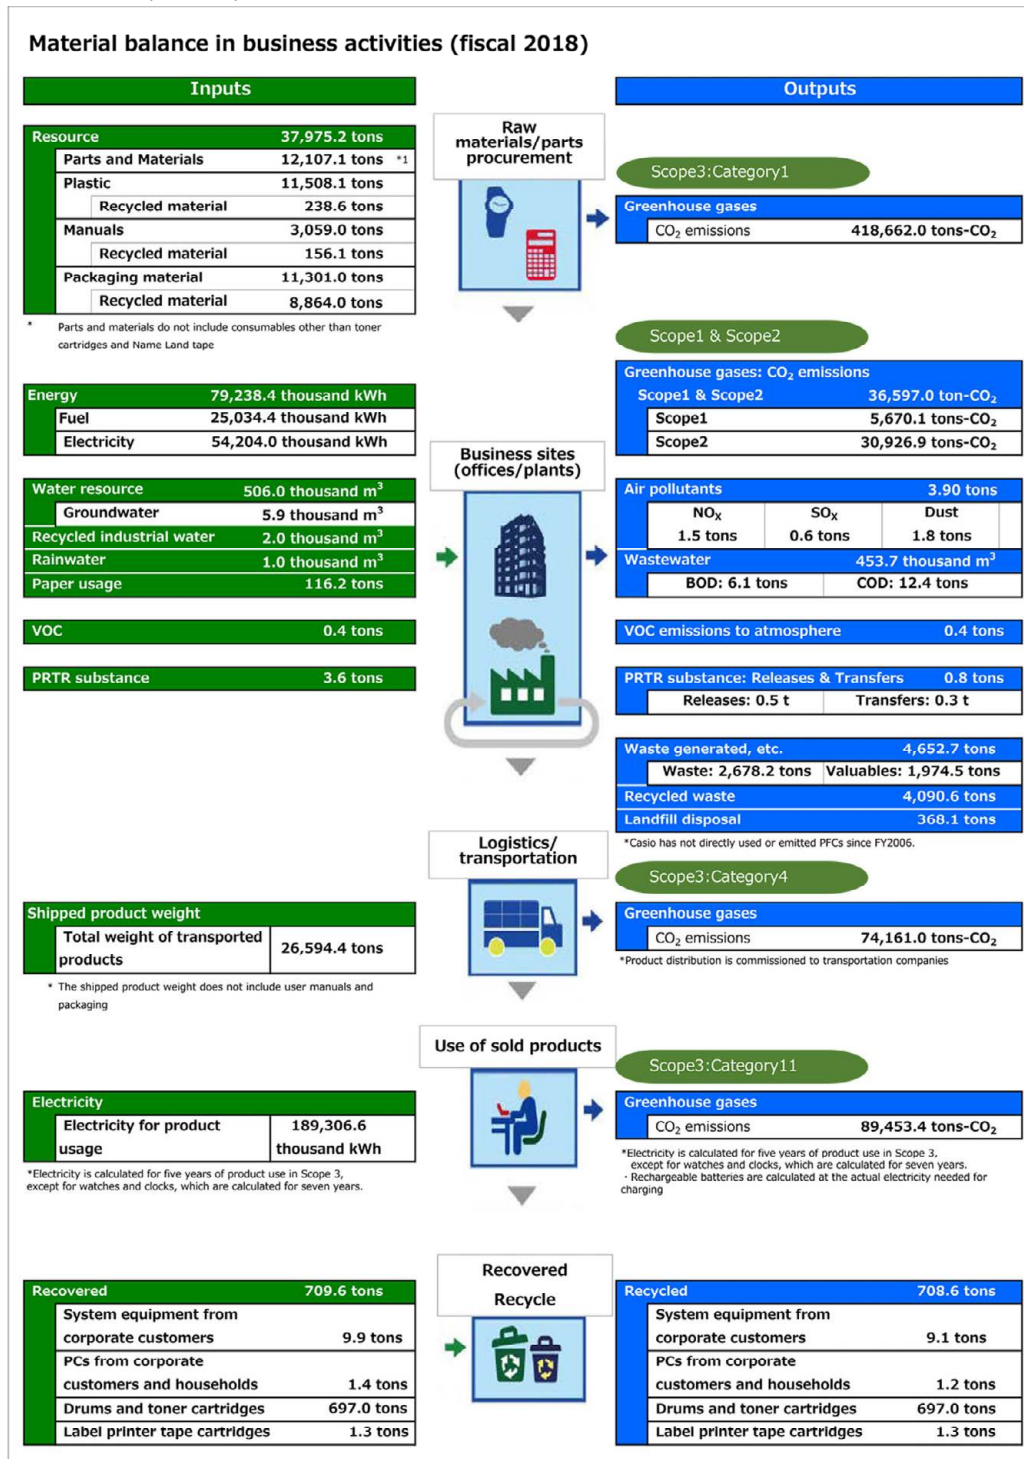 Material balance in business activities (fiscal 2018)
Inputs
Outputs
Resource 37,975.2 tons
Parts and Materials 12,107.1 tons *1
Plastic 11,508.1 tons
Recycled material 238.6 tons
Manuals 3,059.0 tons
Recycled material 156.1 tons
Packaging material 11,301.0 tons
Recycled material 8,864.0 tons
* Parts and materials do not include consumables other than toner
cartridges and Name Land tape
Raw
materials/parts
procurement
Scope3:Category1
Greenhouse gases
CO₂ emissions 418,662.0 tons-CO₂
Scope1 & Scope2
Greenhouse gases: CO₂ emissions
Scope1 & Scope2 36,597.0 ton-CO₂
Scope1 5,670.1 tons-CO₂
Scope2 30,926.9 tons-CO₂
Energy 79,238.4 thousand kWh
Fuel 25,034.4 thousand kWh
Electricity 54,204.0 thousand kWh
Business sites
(offices/plants)
Water resource 506.0 thousand m³
Groundwater 5.9 thousand m³
Recycled industrial water 2.0 thousand m³
Rainwater 1.0 thousand m³
Paper usage 116.2 tons
Air pollutants 3.90 tons
NOₓ SOₓ Dust
1.5 tons 0.6 tons 1.8 tons
Wastewater 453.7 thousand m³
BOD: 6.1 tons COD: 12.4 tons
VOC 0.4 tons
VOC emissions to atmosphere 0.4 tons
PRTR substance 3.6 tons
PRTR substance: Releases & Transfers 0.8 tons
Releases: 0.5 t Transfers: 0.3 t
Waste generated, etc. 4,652.7 tons
Waste: 2,678.2 tons Valuables: 1,974.5 tons
Recycled waste 4,090.6 tons
Landfill disposal 368.1 tons
*Casio has not directly used or emitted PFCs since FY2006.
Logistics/
transportation
Scope3:Category4
Shipped product weight
Total weight of transported
products 26,594.4 tons
* The shipped product weight does not include user manuals and
packaging
Greenhouse gases
CO₂ emissions 74,161.0 tons-CO₂
*Product distribution is commissioned to transportation companies
Use of sold products
Scope3:Category11
Electricity
Electricity for product 189,306.6
usage thousand kWh
*Electricity is calculated for five years of product use in Scope 3,
except for watches and clocks, which are calculated for seven years.
Greenhouse gases
CO₂ emissions 89,453.4 tons-CO₂
*Electricity is calculated for five years of product use in Scope 3,
except for watches and clocks, which are calculated for seven years.
· Rechargeable batteries are calculated at the actual electricity needed for
charging
Recovered
Recycle
Recovered 709.6 tons
System equipment from
corporate customers 9.9 tons
PCs from corporate
customers and households 1.4 tons
Drums and toner cartridges 697.0 tons
Label printer tape cartridges 1.3 tons
Recycled 708.6 tons
System equipment from
corporate customers 9.1 tons
PCs from corporate
customers and households 1.2 tons
Drums and toner cartridges 697.0 tons
Label printer tape cartridges 1.3 tons